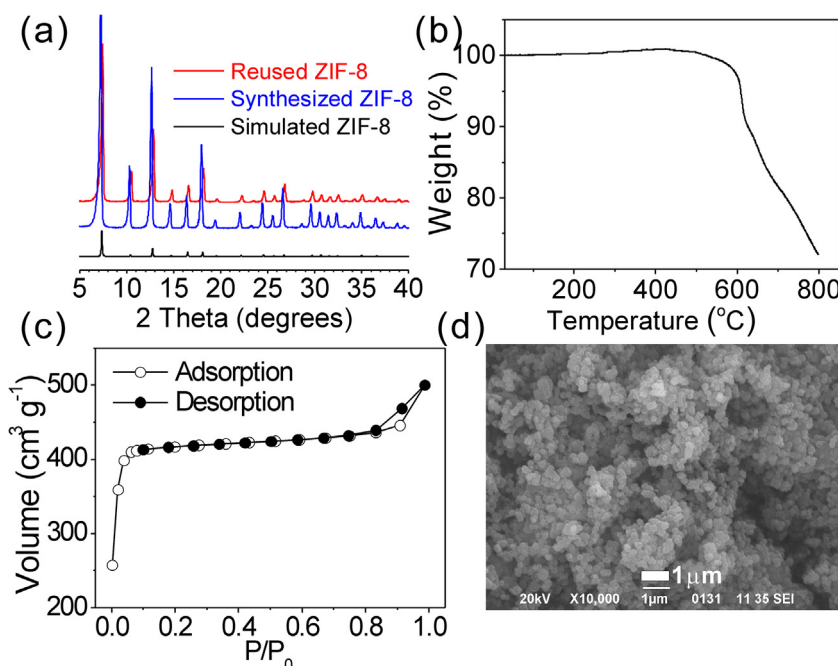 (a)
Reused ZIF-8
Synthesized ZIF-8
Simulated ZIF-8
5 10 15 20 25 30 35 40
2 Theta (degrees)
(b)
100
90
80
70
Weight (%)
200 400 600 800
Temperature (°C)
(c)
Adsorption
Desorption
500
400
300
200
Volume (cm³ g⁻¹)
0.0 0.2 0.4 0.6 0.8 1.0
P/P₀
(d)
1 μm
20kV X10,000 1μm 0131 11 35 SEI